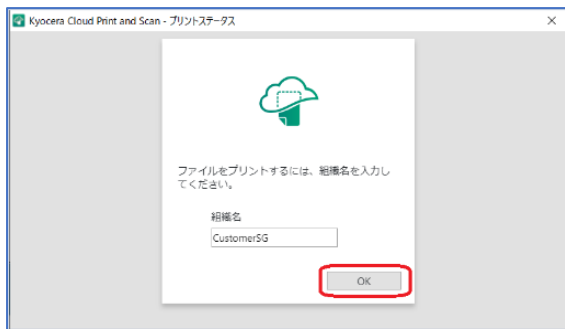 Kyocera Cloud Print and Scan - プリントステータス
ファイルをプリントするには、組織名を入力し
てください。
組織名
CustomerSG
OK